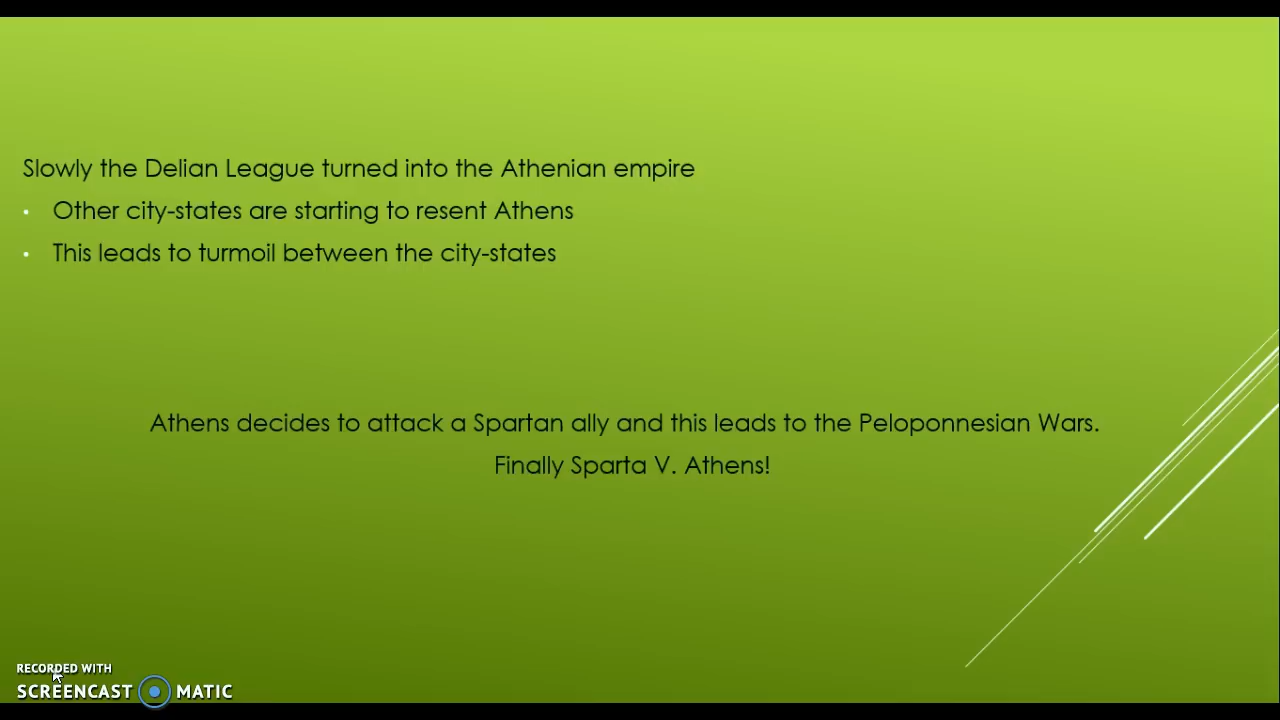 Slowly the Delian League turned into the Athenian empire
• Other city-states are starting to resent Athens
• This leads to turmoil between the city-states
Athens decides to attack a Spartan ally and this leads to the Peloponnesian Wars.
Finally Sparta V. Athens!
RECORDED WITH
SCREENCAST MATIC